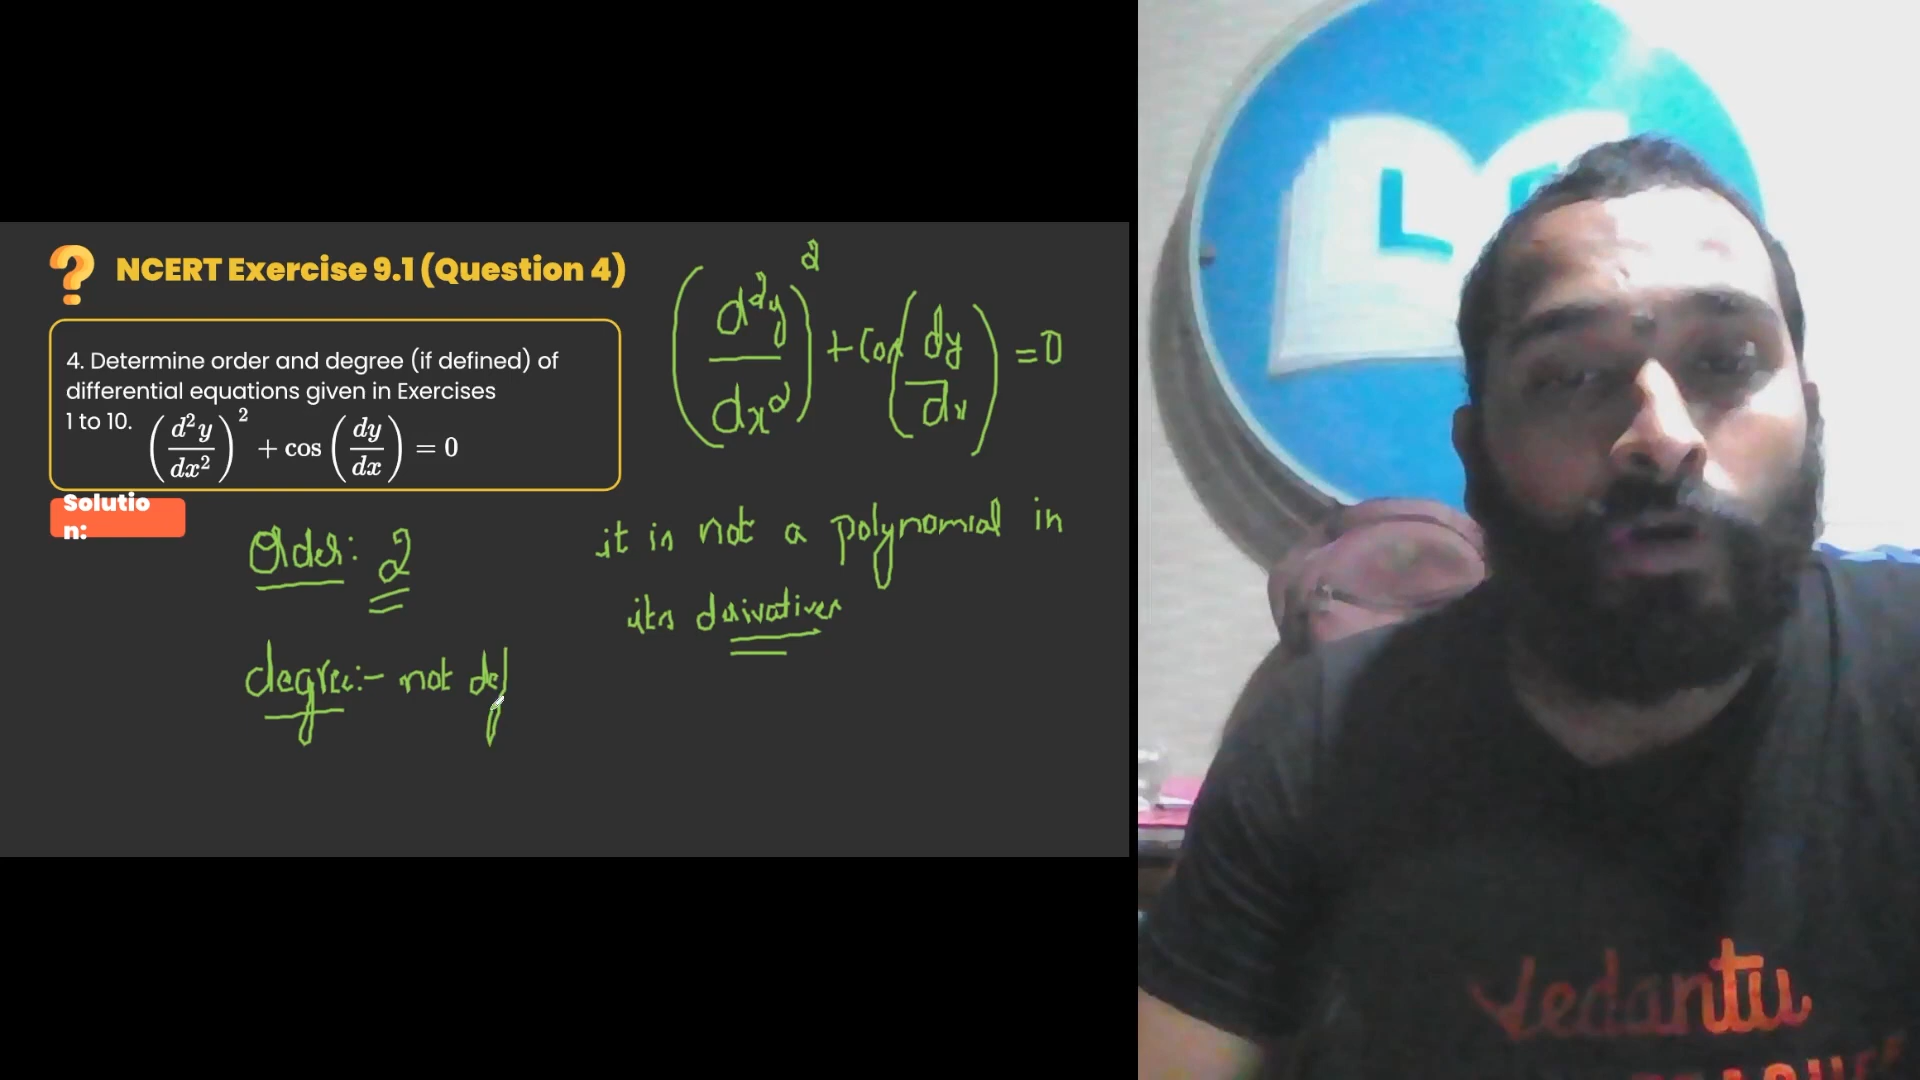 NCERT Exercise 9.1 (Question 4)
4. Determine order and degree (if defined) of
differential equations given in Exercises
1 to 10. (d²y/dx²)² + cos (dy/dx) = 0
Solutio
n:
Order: 2
degree:- not def
(d²y/dx²)² + Cos (dy/dx) = 0
it is not a polynomial in
its derivatives
L
vedantu